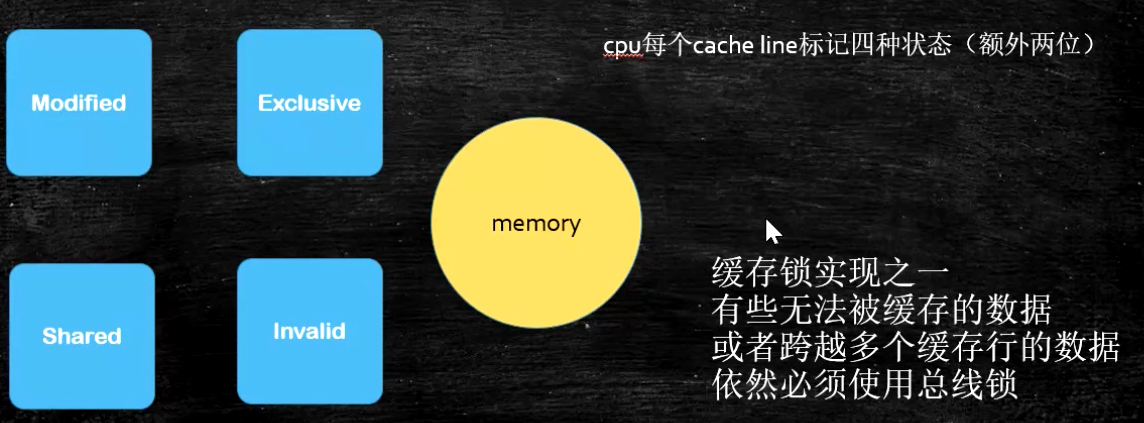 cpu每个cache line标记四种状态（额外两位）
Modified
Exclusive
memory
Shared
Invalid
缓存锁实现之一
有些无法被缓存的数据
或者跨越多个缓存行的数据
依然必须使用总线锁